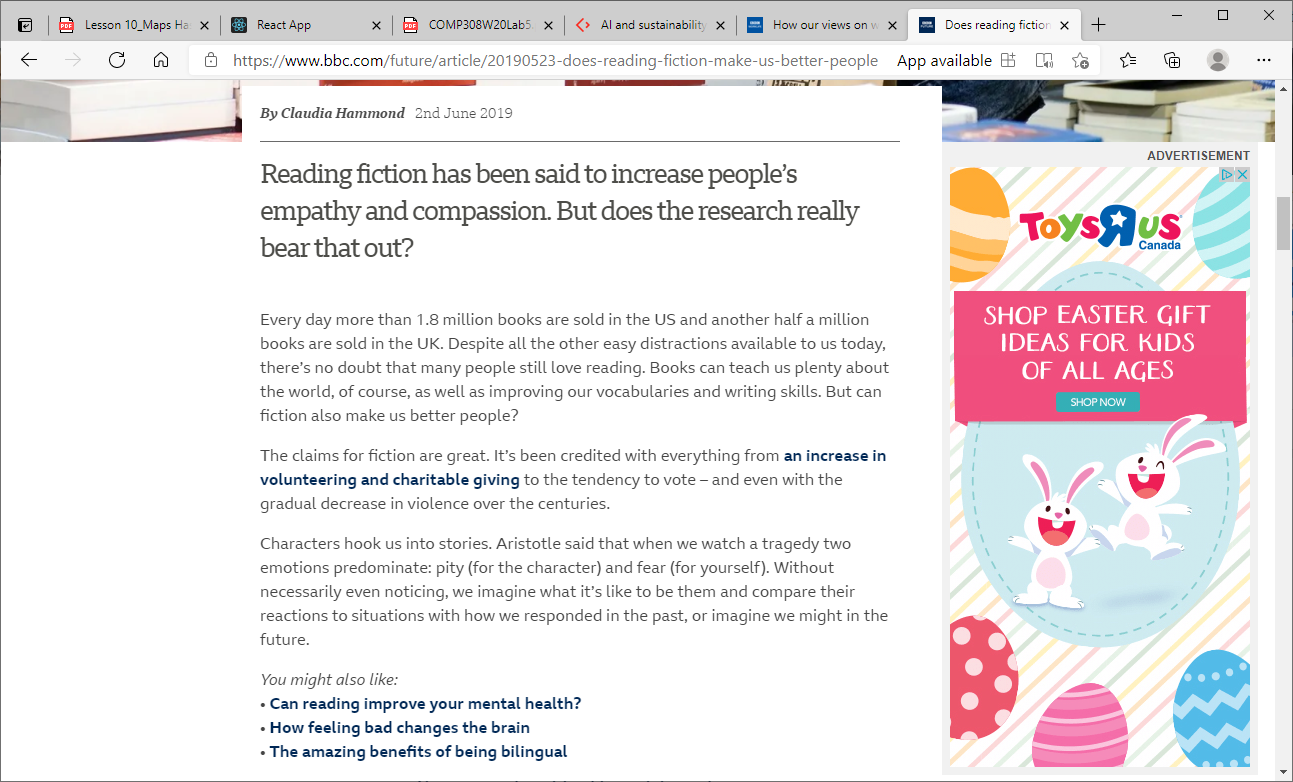 Lesson 10_Maps Ha
React App
COMP308W20Lab5
AI and sustainability
How our views on w
Does reading fiction
https://www.bbc.com/future/article/20190523-does-reading-fiction-make-us-better-people
App available
By Claudia Hammond 2nd June 2019
Reading fiction has been said to increase people’s
empathy and compassion. But does the research really
bear that out?
Every day more than 1.8 million books are sold in the US and another half a million
books are sold in the UK. Despite all the other easy distractions available to us today,
there’s no doubt that many people still love reading. Books can teach us plenty about
the world, of course, as well as improving our vocabularies and writing skills. But can
fiction also make us better people?
The claims for fiction are great. It’s been credited with everything from an increase in
volunteering and charitable giving to the tendency to vote – and even with the
gradual decrease in violence over the centuries.
Characters hook us into stories. Aristotle said that when we watch a tragedy two
emotions predominate: pity (for the character) and fear (for yourself). Without
necessarily even noticing, we imagine what it’s like to be them and compare their
reactions to situations with how we responded in the past, or imagine we might in the
future.
You might also like:
• Can reading improve your mental health?
• How feeling bad changes the brain
• The amazing benefits of being bilingual
ADVERTISEMENT
ToysRus
Canada
SHOP EASTER GIFT
IDEAS FOR KIDS
OF ALL AGES
SHOP NOW